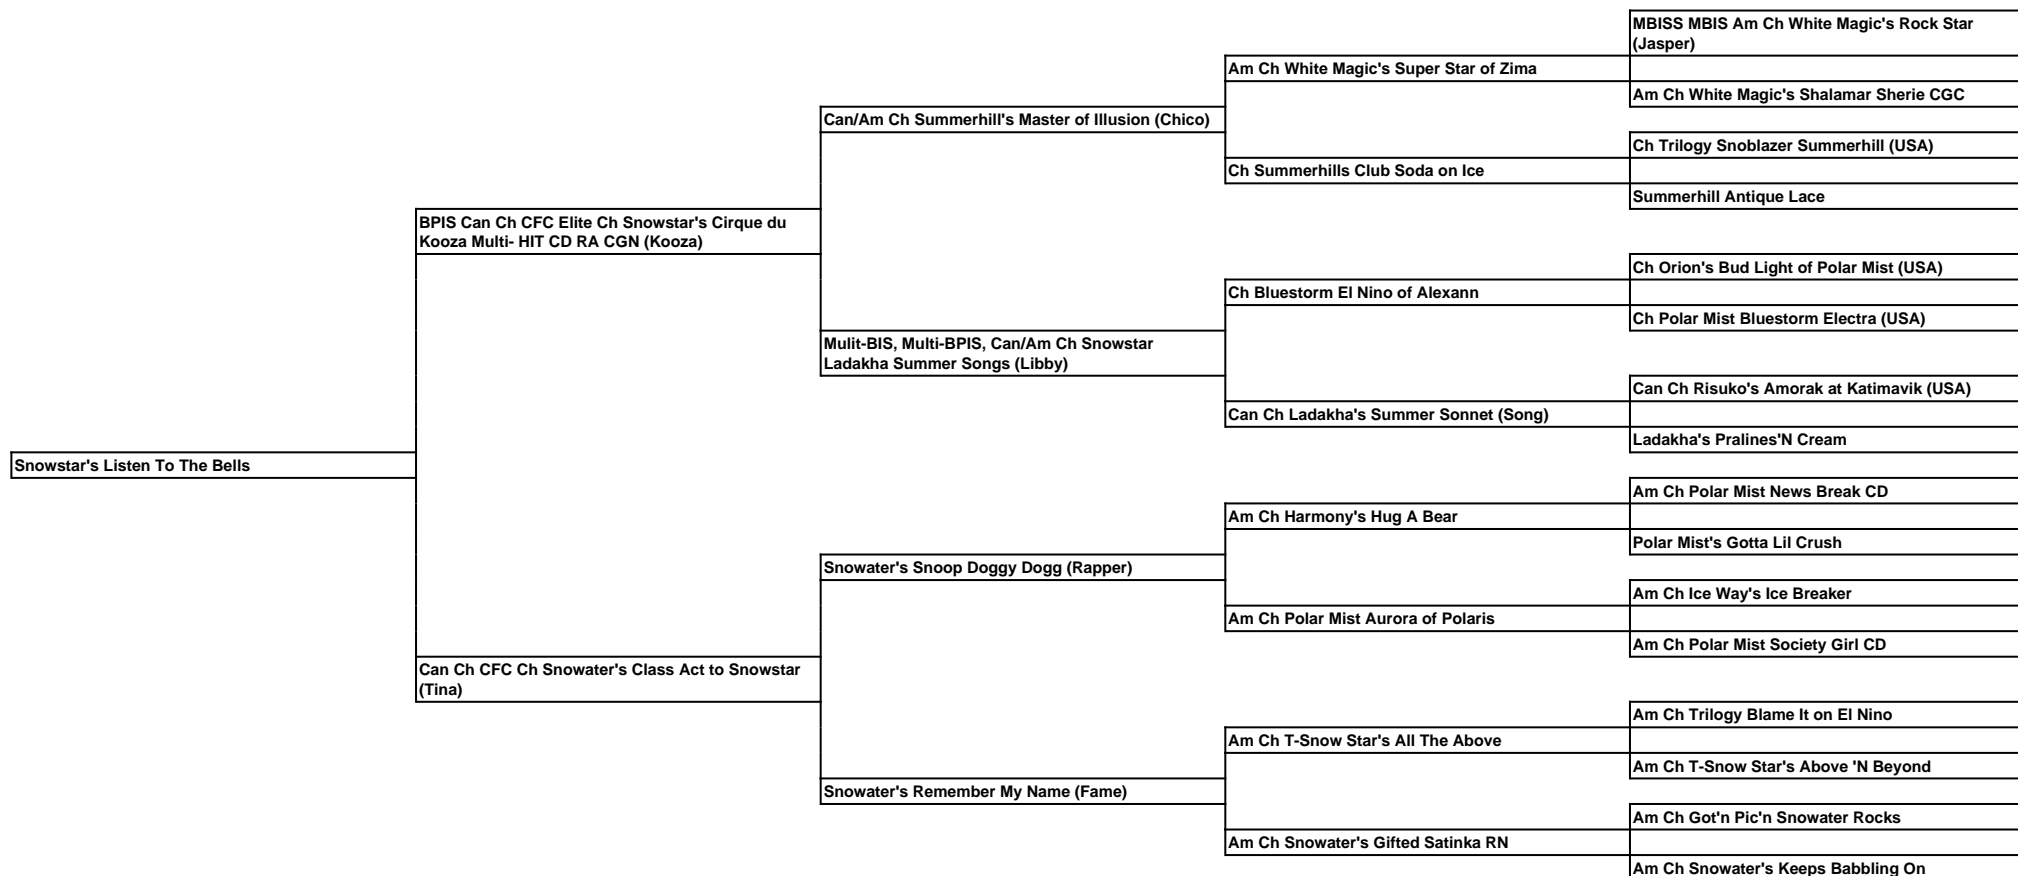 MBISS MBIS Am Ch White Magic's Rock Star
(Jasper)
Am Ch White Magic's Super Star of Zima
Am Ch White Magic's Shalamar Sherie CGC
Can/Am Ch Summerhill's Master of Illusion (Chico)
Ch Trilogy Snoblazer Summerhill (USA)
Ch Summerhills Club Soda on Ice
Summerhill Antique Lace
BPIS Can Ch CFC Elite Ch Snowstar's Cirque du
Kooza Multi- HIT CD RA CGN (Kooza)
Ch Orion's Bud Light of Polar Mist (USA)
Ch Bluestorm El Nino of Alexann
Ch Polar Mist Bluestorm Electra (USA)
Mulit-BIS, Multi-BPIS, Can/Am Ch Snowstar
Ladakha Summer Songs (Libby)
Can Ch Risuko's Amorak at Katimavik (USA)
Can Ch Ladakha's Summer Sonnet (Song)
Ladakha's Pralines'N Cream
Snowstar's Listen To The Bells
Am Ch Polar Mist News Break CD
Am Ch Harmony's Hug A Bear
Polar Mist's Gotta Lil Crush
Snowater's Snoop Doggy Dogg (Rapper)
Am Ch Ice Way's Ice Breaker
Am Ch Polar Mist Aurora of Polaris
Am Ch Polar Mist Society Girl CD
Can Ch CFC Ch Snowater's Class Act to Snowstar
(Tina)
Am Ch Trilogy Blame It on El Nino
Am Ch T-Snow Star's All The Above
Am Ch T-Snow Star's Above 'N Beyond
Snowater's Remember My Name (Fame)
Am Ch Got'n Pic'n Snowater Rocks
Am Ch Snowater's Gifted Satinka RN
Am Ch Snowater's Keeps Babbling On